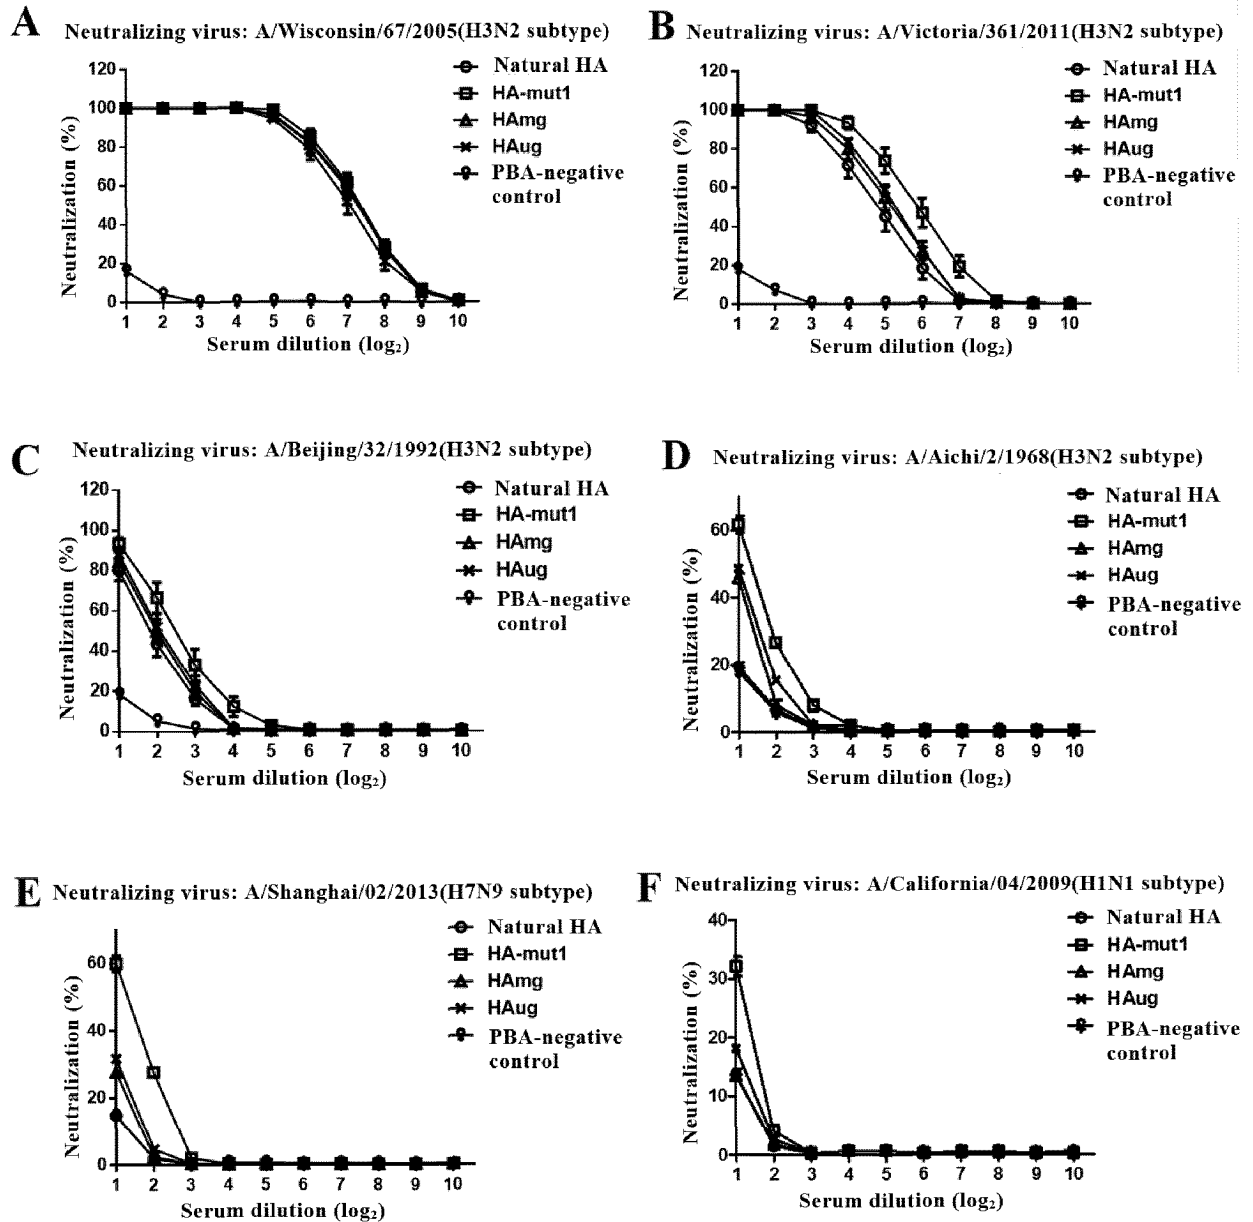 A Neutralizing virus: A/Wisconsin/67/2005(H3N2 subtype)
Natural HA
HA-mut1
HAmg
HAug
PBA-negative
control
Neutralization (%)
120
100
80
60
40
20
0
1 2 3 4 5 6 7 8 9 10
Serum dilution (log₂)
B Neutralizing virus: A/Victoria/361/2011(H3N2 subtype)
Natural HA
HA-mut1
HAmg
HAug
PBA-negative
control
Neutralization (%)
120
100
80
60
40
20
0
1 2 3 4 5 6 7 8 9 10
Serum dilution (log₂)
C Neutralizing virus: A/Beijing/32/1992(H3N2 subtype)
Natural HA
HA-mut1
HAmg
HAug
PBA-negative
control
Neutralization (%)
120
100
80
60
40
20
0
1 2 3 4 5 6 7 8 9 10
Serum dilution (log₂)
D Neutralizing virus: A/Aichi/2/1968(H3N2 subtype)
Natural HA
HA-mut1
HAmg
HAug
PBA-negative
control
Neutralization (%)
60
40
20
0
1 2 3 4 5 6 7 8 9 10
Serum dilution (log₂)
E Neutralizing virus: A/Shanghai/02/2013(H7N9 subtype)
Natural HA
HA-mut1
HAmg
HAug
PBA-negative
control
Neutralization (%)
60
40
20
0
1 2 3 4 5 6 7 8 9 10
Serum dilution (log₂)
F Neutralizing virus: A/California/04/2009(H1N1 subtype)
Natural HA
HA-mut1
HAmg
HAug
PBA-negative
control
Neutralization (%)
40
30
20
10
0
1 2 3 4 5 6 7 8 9 10
Serum dilution (log₂)